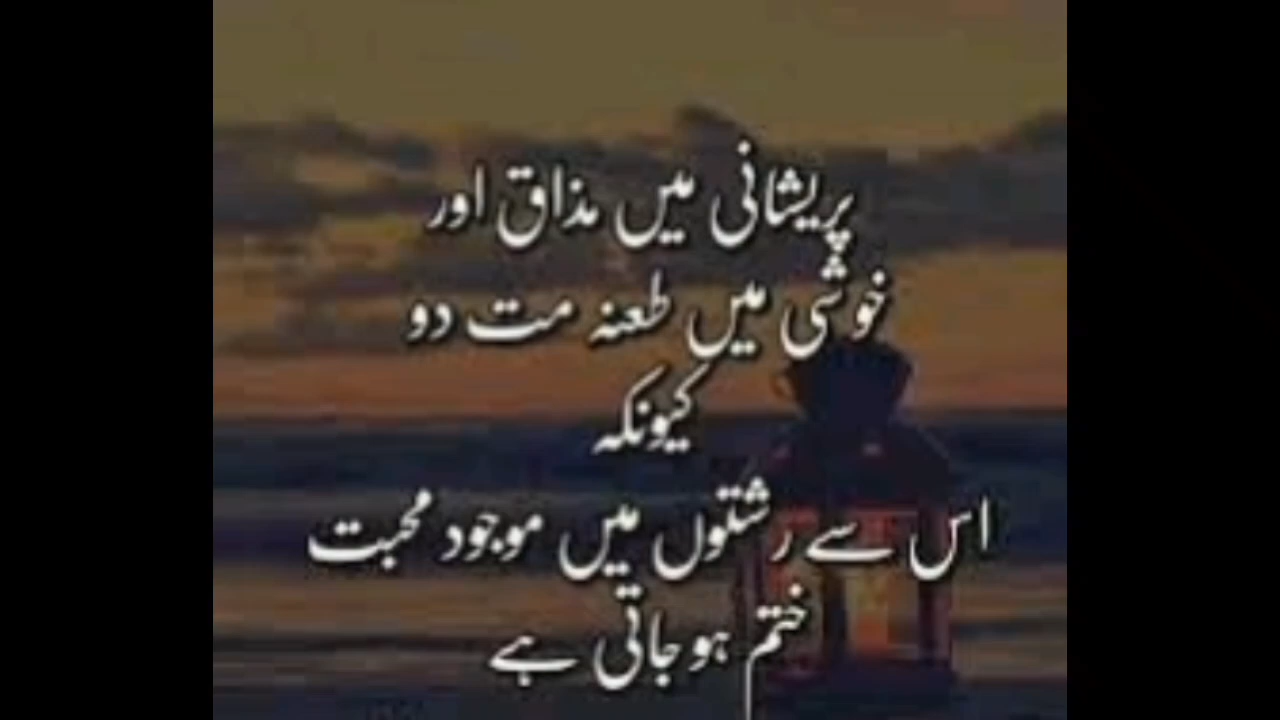 پریشانی میں مذاق اور
خوشی میں طعنہ مت دو
کیونکہ
اس سے رشتوں میں موجود محبت
ختم ہو جاتی ہے